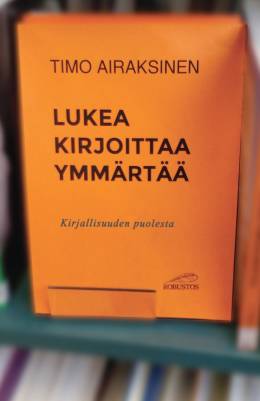 TIMO AIRAKSINEN
LUKEA
KIRJOITTAA
YMMÄRTÄÄ
Kirjallisuuden puolesta
ROBUSTOS